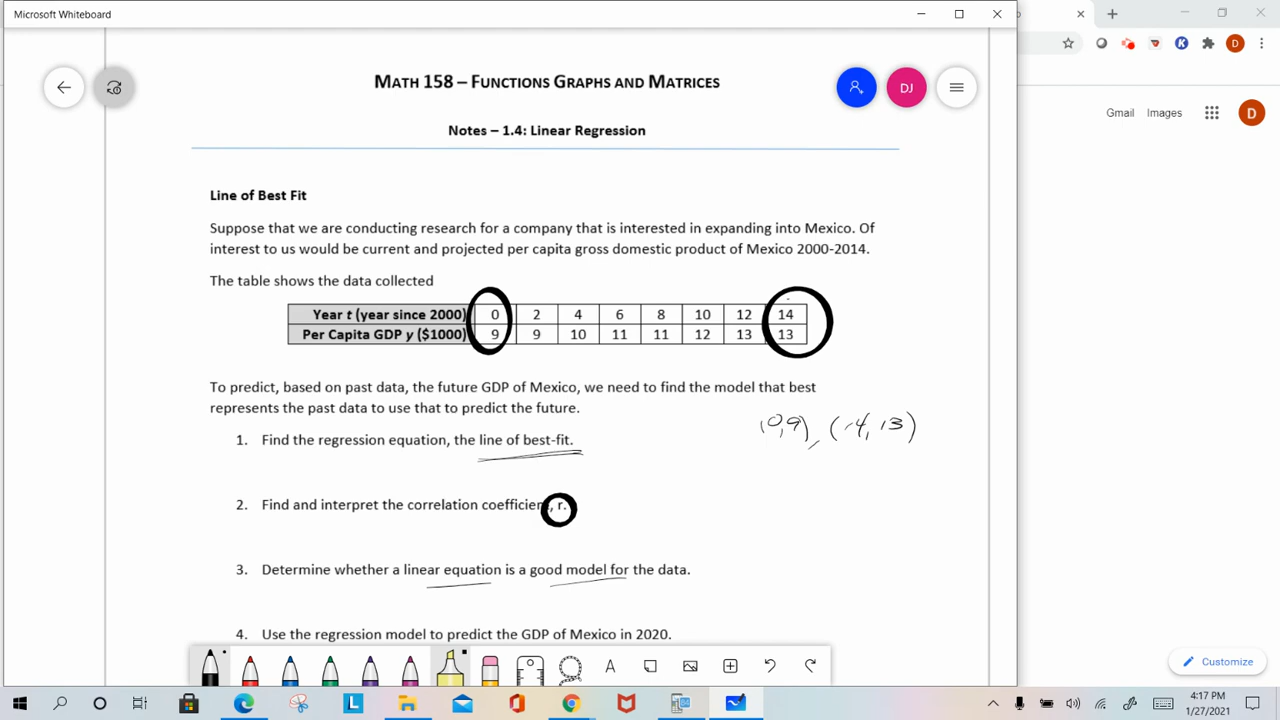 Microsoft Whiteboard
MATH 158 – FUNCTIONS GRAPHS AND MATRICES
DJ
Gmail Images
D
D
Notes – 1.4: Linear Regression
Line of Best Fit
Suppose that we are conducting research for a company that is interested in expanding into Mexico. Of
interest to us would be current and projected per capita gross domestic product of Mexico 2000-2014.
The table shows the data collected
Year t (year since 2000) 0 2 4 6 8 10 12 14
Per Capita GDP y ($1000) 9 9 10 11 11 12 13 13
To predict, based on past data, the future GDP of Mexico, we need to find the model that best
represents the past data to use that to predict the future.
(0,9), (14, 13)
1. Find the regression equation, the line of best-fit.
2. Find and interpret the correlation coefficient, r.
3. Determine whether a linear equation is a good model for the data.
4. Use the regression model to predict the GDP of Mexico in 2020.
Customize
4:17 PM
1/27/2021